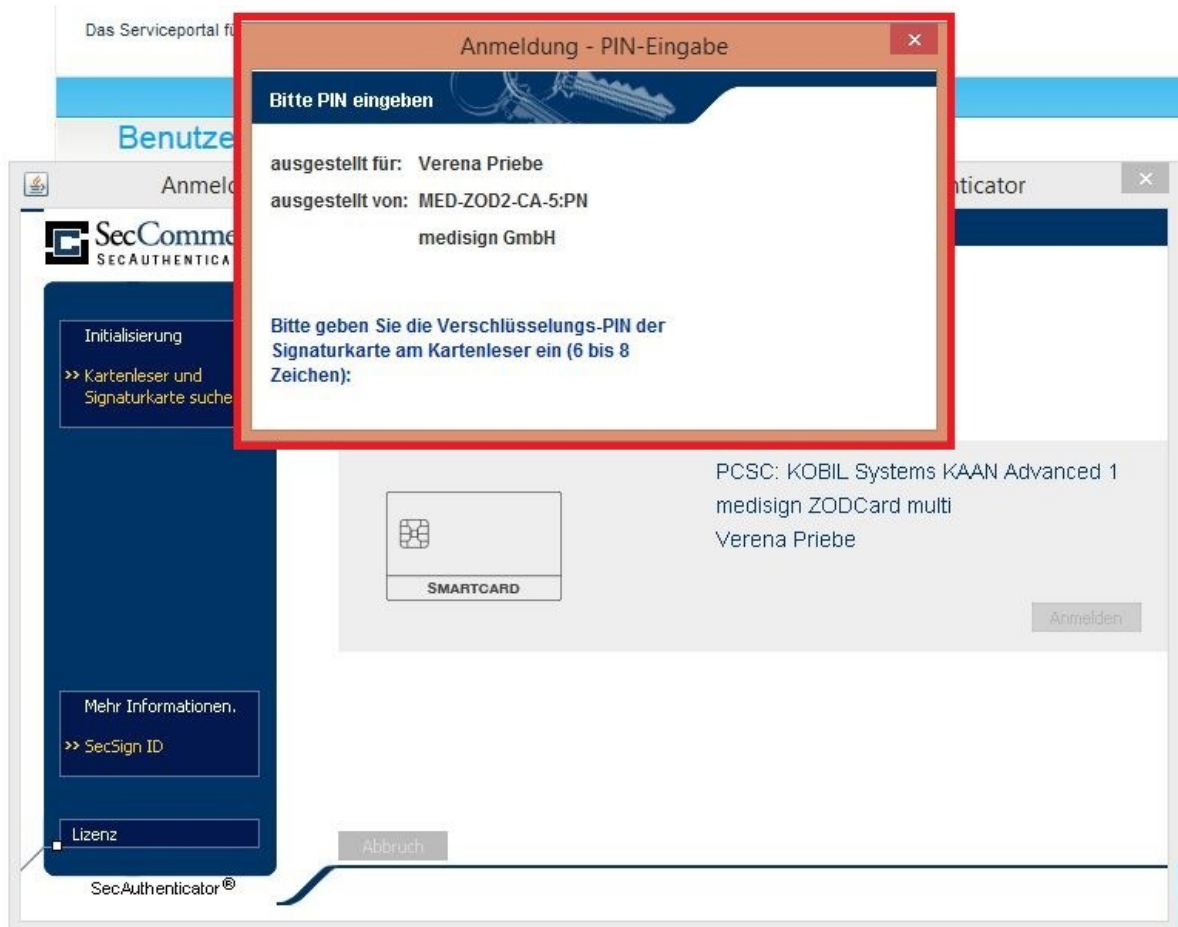 Das Serviceportal fü
Anmeldung - PIN-Eingabe
Bitte PIN eingeben
Benutze
ausgestellt für: Verena Priebe
ausgestellt von: MED-ZOD2-CA-5:PN
medisign GmbH
Bitte geben Sie die Verschlüsselungs-PIN der
Signaturkarte am Kartenleser ein (6 bis 8
Zeichen):
Anmeld
nticator
SecComme
SECAUTHENTICA
Initialisierung
>> Kartenleser und
Signaturkarte suche
PCSC: KOBIL Systems KAAN Advanced 1
medisign ZODCard multi
Verena Priebe
SMARTCARD
Anmelden
Mehr Informationen.
>> SecSign ID
Lizenz
Abbruch
SecAuthenticator®